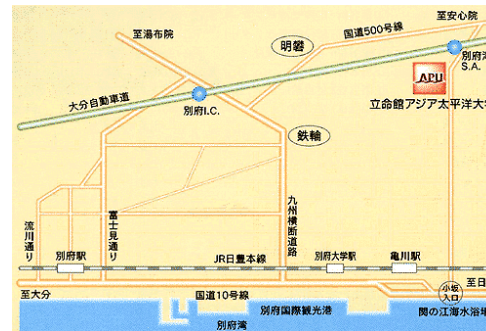 至安心院
国道500号線
至湯布院
明礬
別府湾
S.A.
APU
立命館アジア太平洋大学
大分自動車道
別府I.C.
鉄輪
流川通り
富士見通り
九州横断道路
別府駅
JR日豊本線
別府大学駅
亀川駅
小坂
入口
至大分
国道10号線
至日
別府国際観光港
関の江海水浴場
別府湾